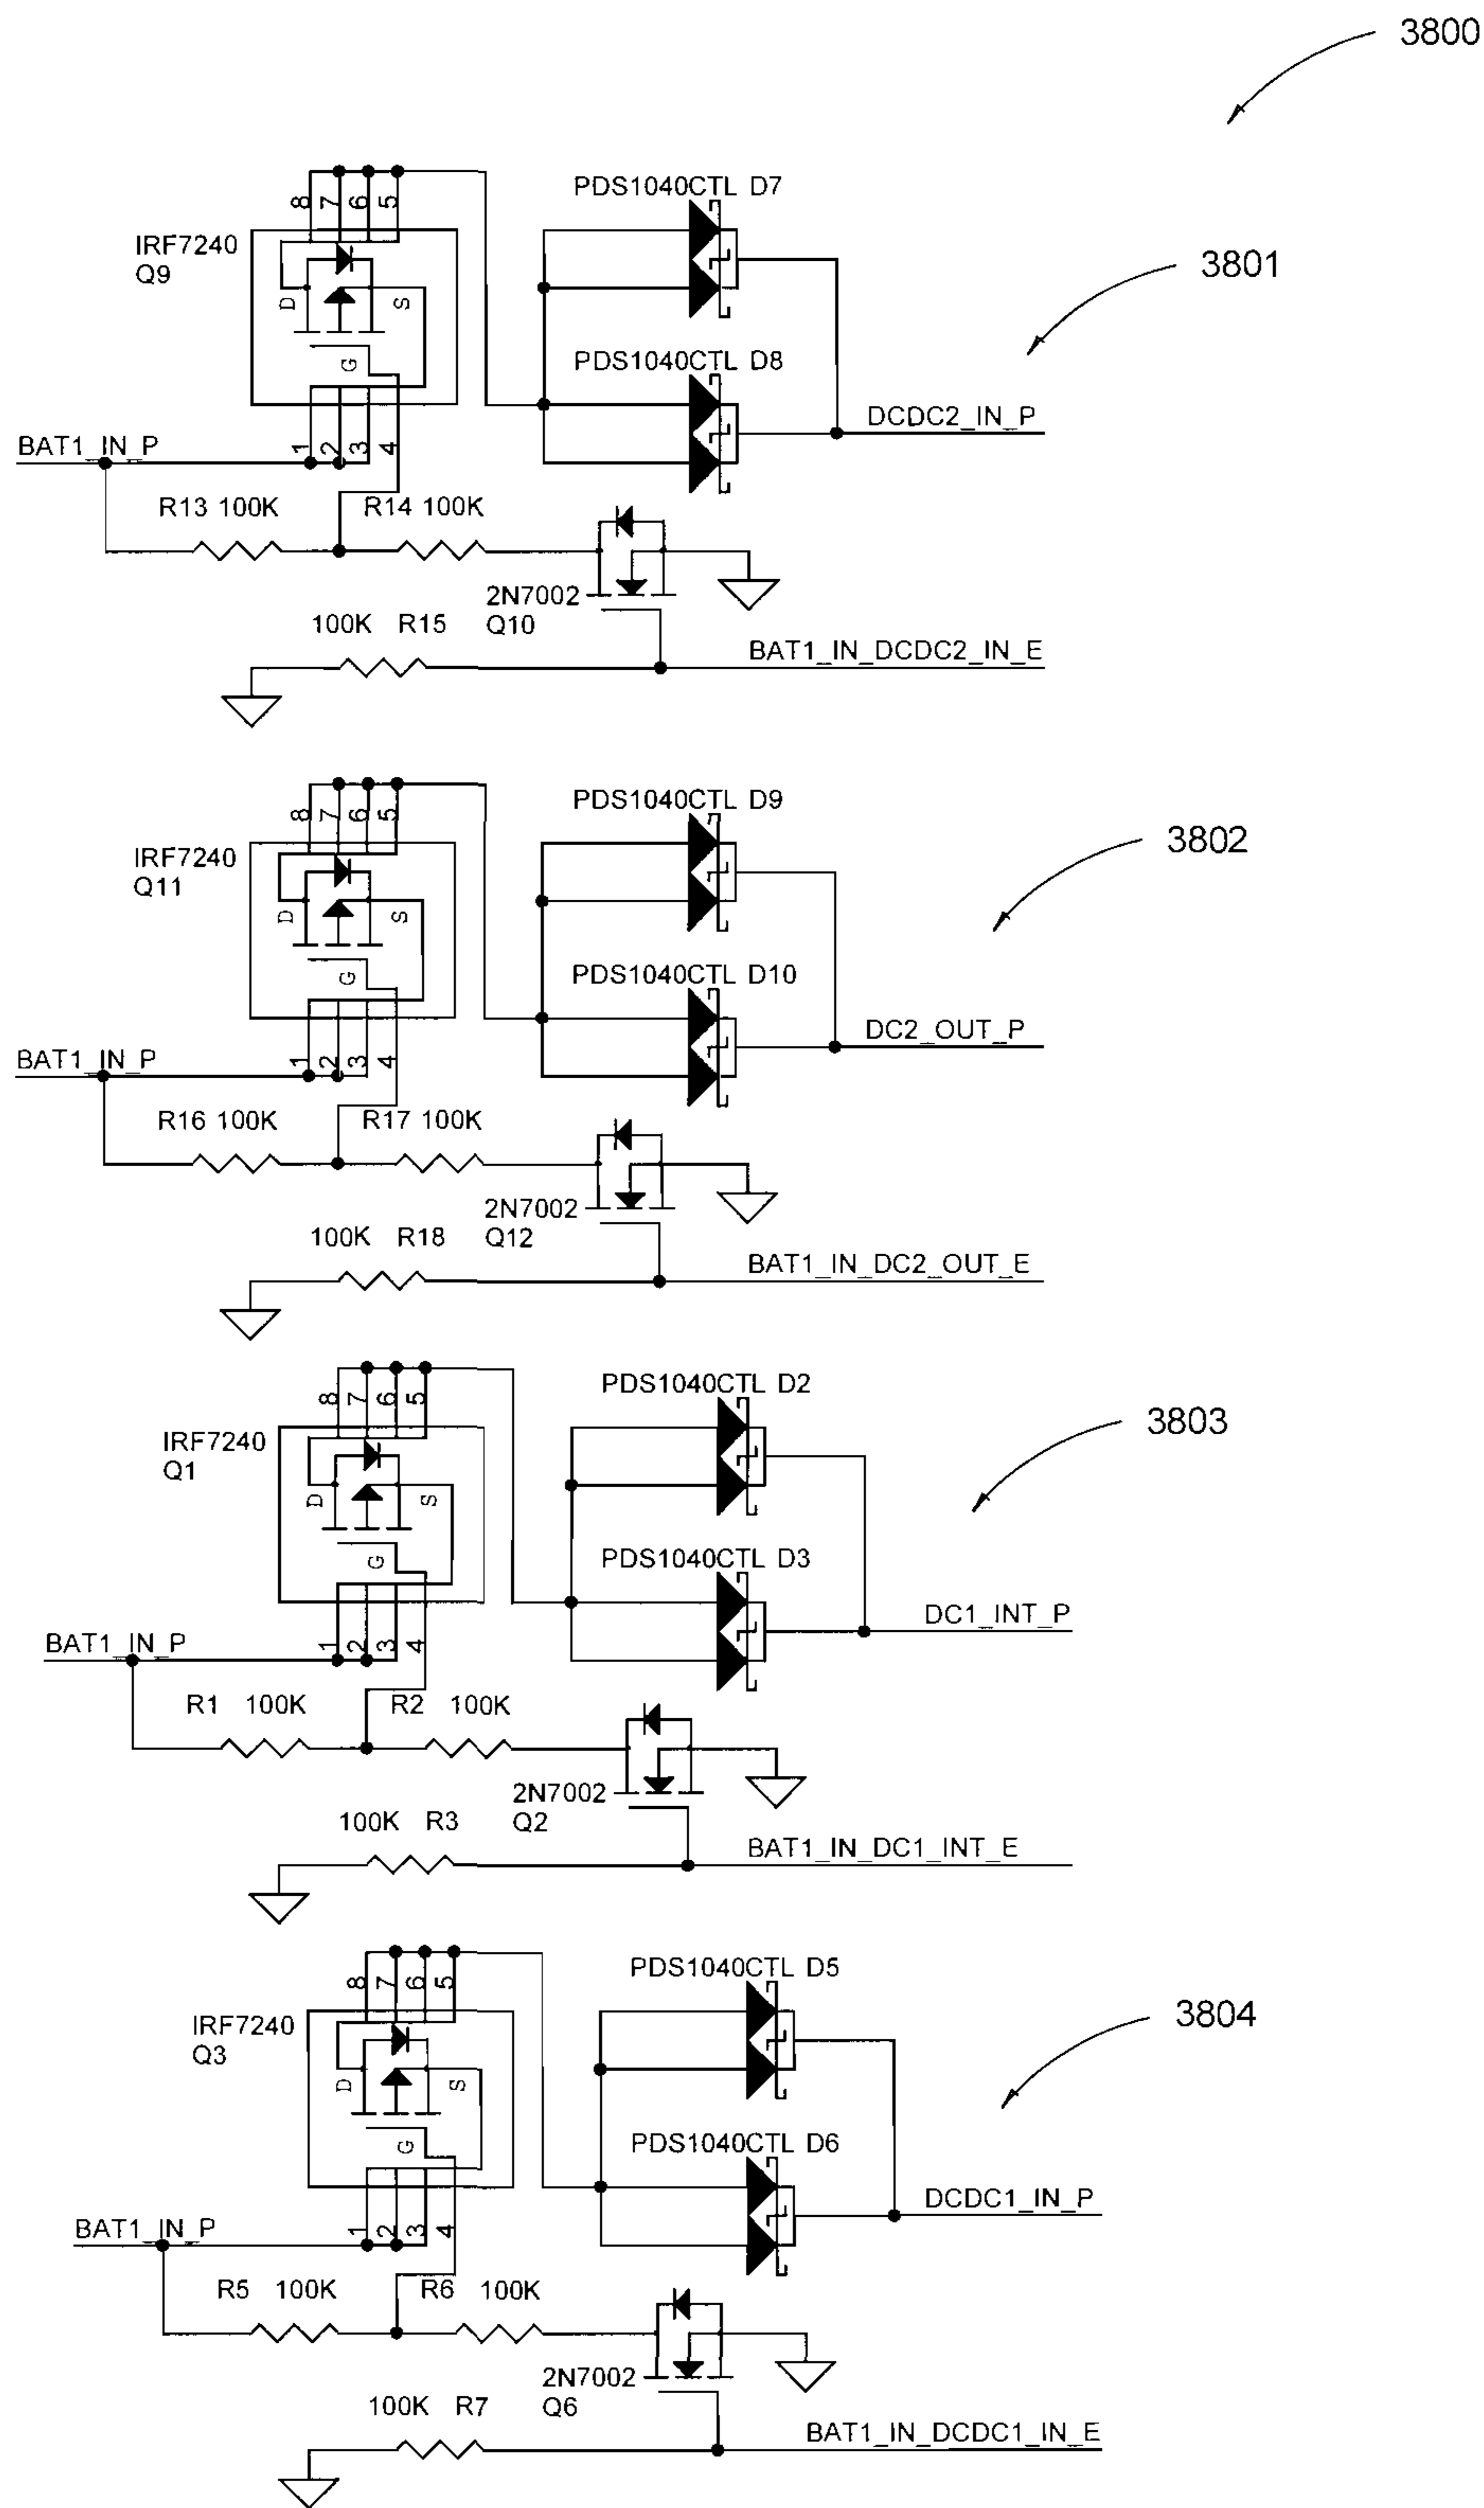 3800
PDS1040CTL D7
8 7 6 5
IRF7240
Q9
3801
D S
G
PDS1040CTL D8
DCDC2_IN_P
BAT1_IN_P
1 2 3 4
R13 100K R14 100K
2N7002
Q10
100K R15
BAT1_IN_DCDC2_IN_E
PDS1040CTL D9
8 7 6 5
3802
IRF7240
Q11
D S
G
PDS1040CTL D10
DC2_OUT_P
BAT1_IN_P
1 2 3 4
R16 100K R17 100K
2N7002
Q12
100K R18
BAT1_IN_DC2_OUT_E
PDS1040CTL D2
8 7 6 5
3803
IRF7240
Q1
D S
G
PDS1040CTL D3
DC1_INT_P
BAT1_IN_P
1 2 3 4
R1 100K R2 100K
2N7002
Q2
100K R3
BAT1_IN_DC1_INT_E
PDS1040CTL D5
8 7 6 5
3804
IRF7240
Q3
D S
G
PDS1040CTL D6
DCDC1_IN_P
BAT1_IN_P
1 2 3 4
R5 100K R6 100K
2N7002
Q6
100K R7
BAT1_IN_DCDC1_IN_E